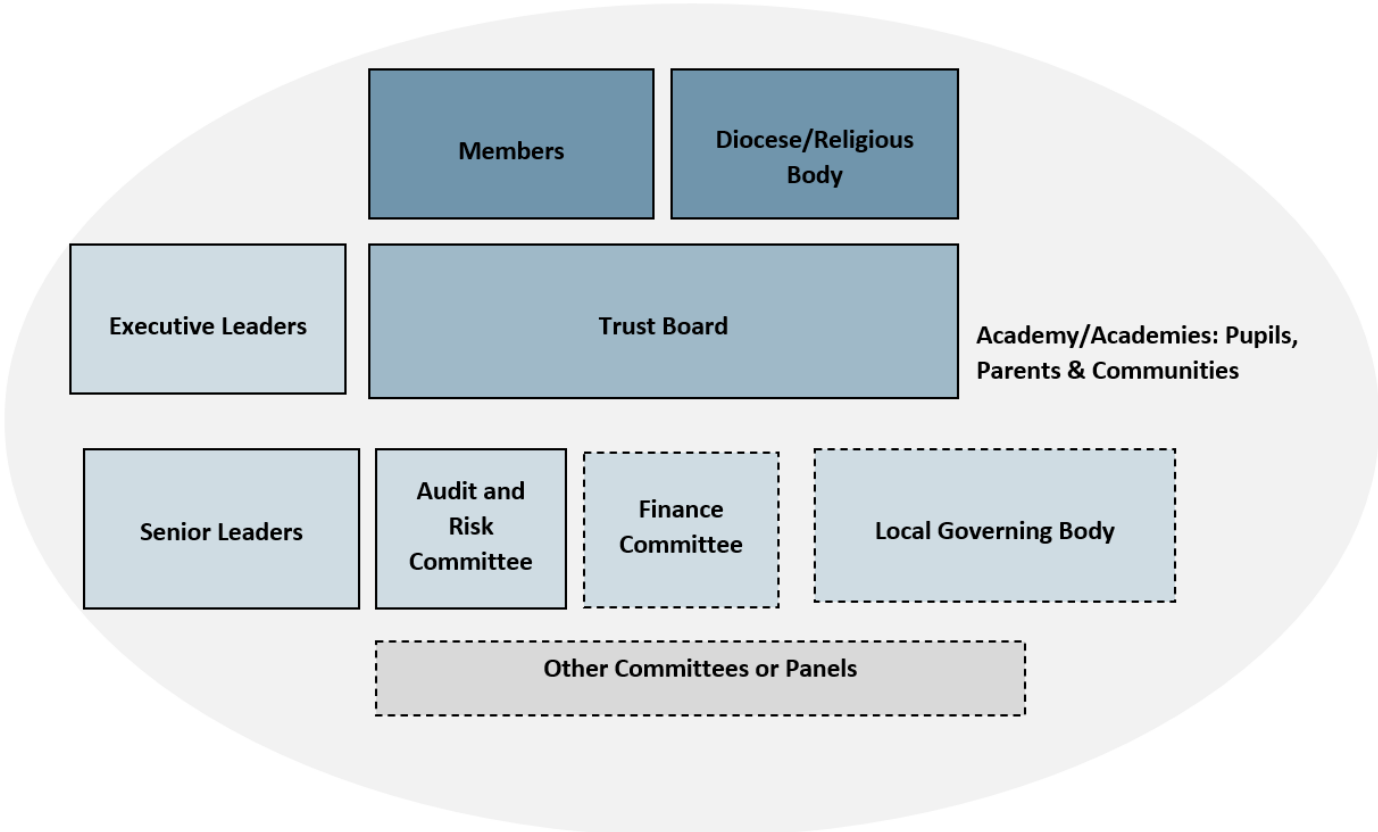 Members
Diocese/Religious
Body
Executive Leaders
Trust Board
Academy/Academies: Pupils,
Parents & Communities
Senior Leaders
Audit and
Risk
Committee
Finance
Committee
Local Governing Body
Other Committees or Panels